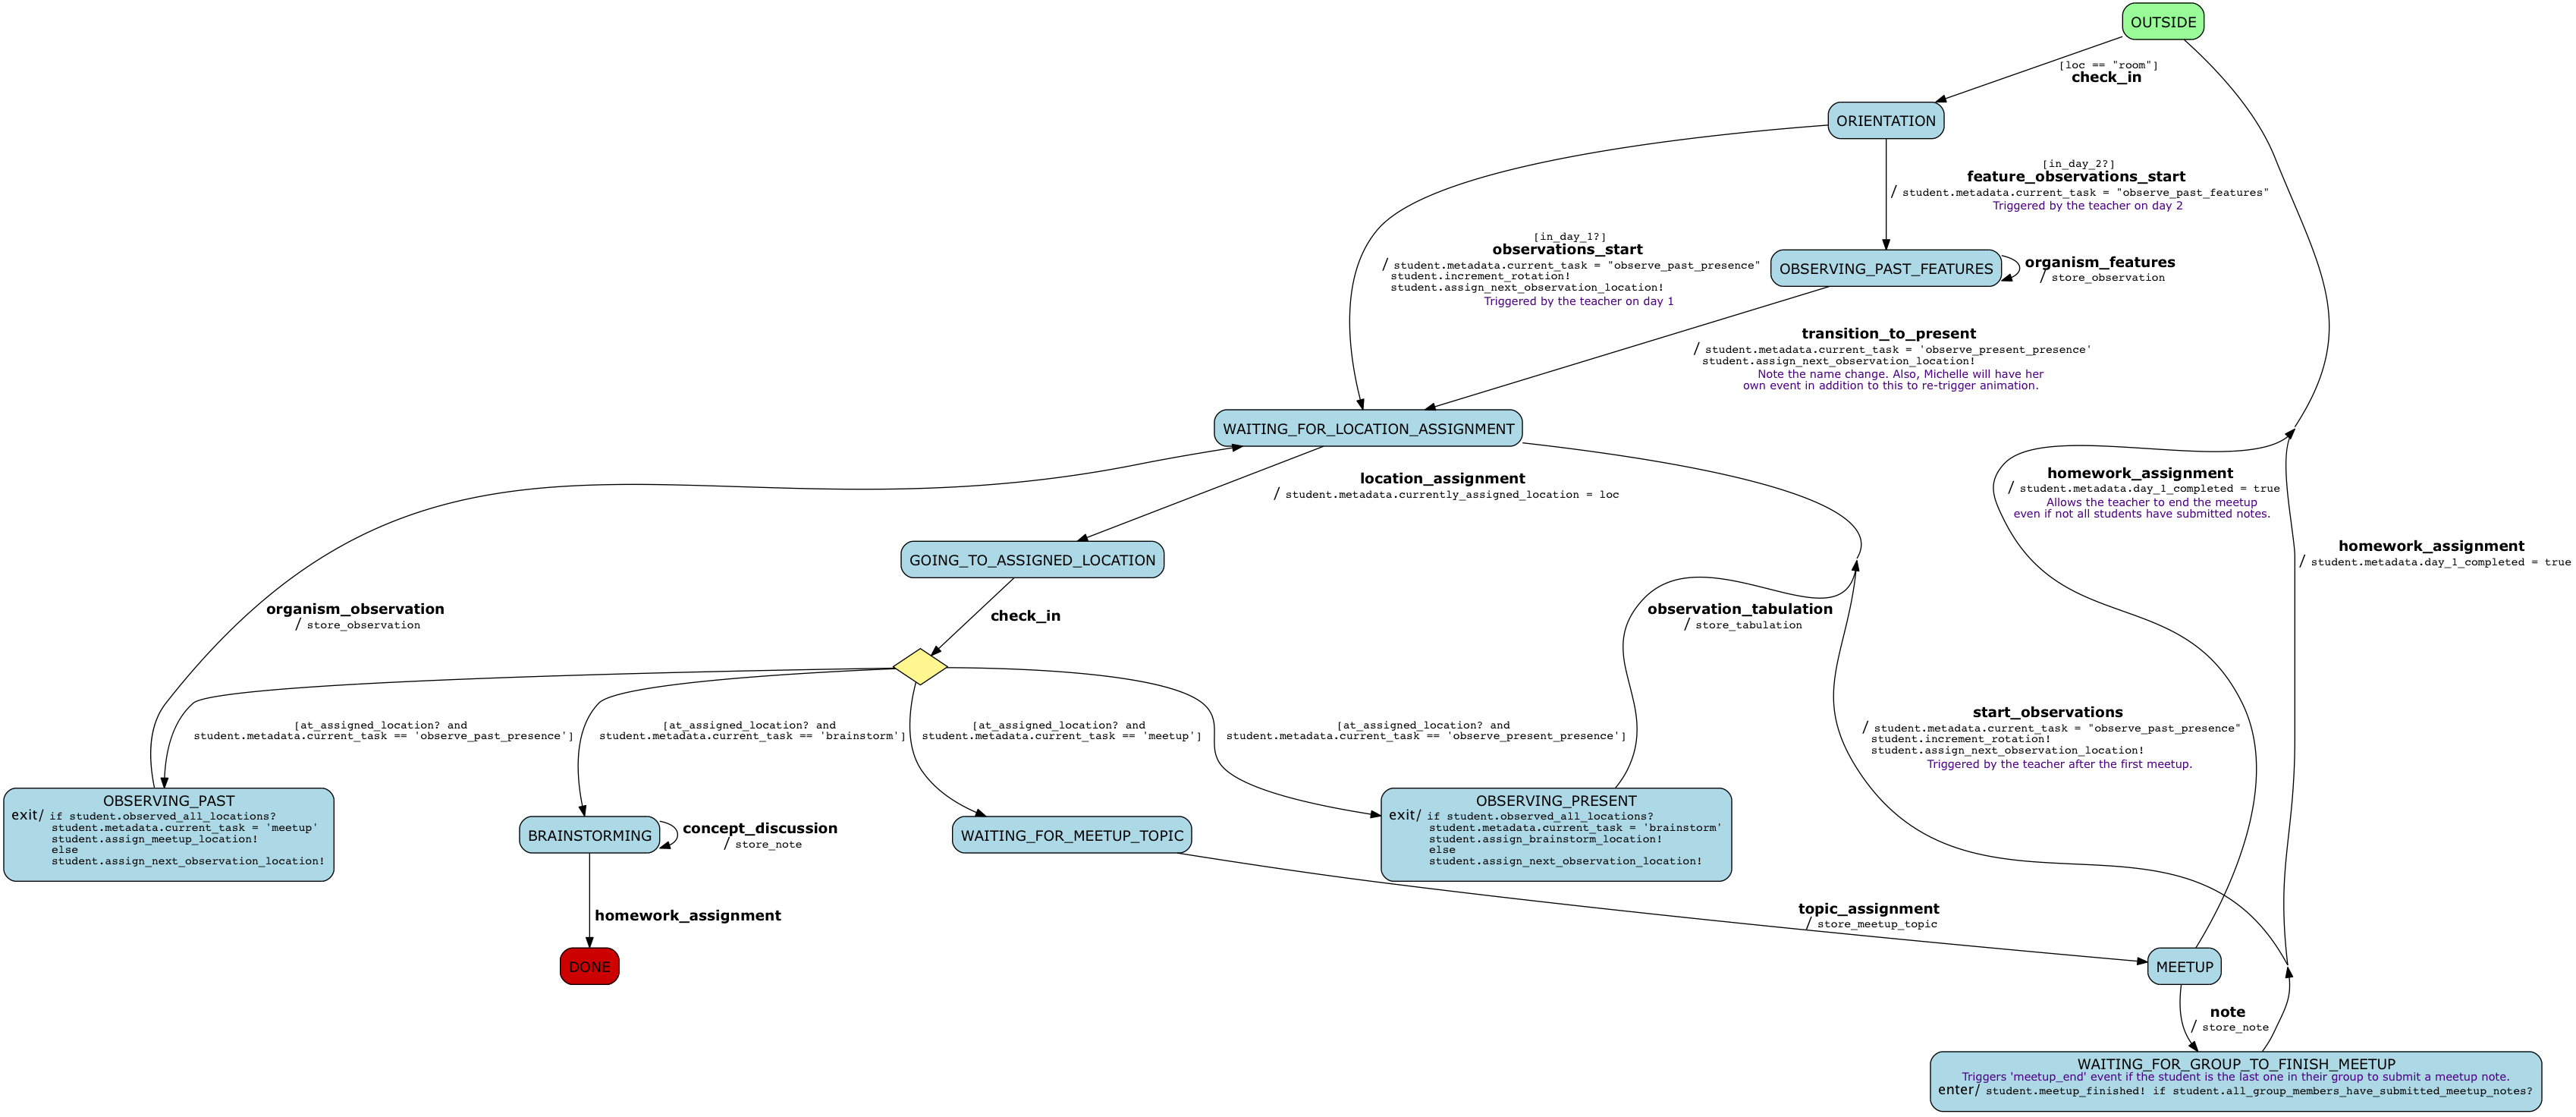 OUTSIDE
[loc == "room"]
check_in
ORIENTATION
[in_day_2?]
feature_observations_start
/ student.metadata.current_task = "observe_past_features"
Triggered by the teacher on day 2
[in_day_1?]
observations_start
/ student.metadata.current_task = "observe_past_presence"
student.increment_rotation!
student.assign_next_observation_location!
Triggered by the teacher on day 1
OBSERVING_PAST_FEATURES
organism_features
/ store_observation
transition_to_present
/ student.metadata.current_task = 'observe_present_presence'
student.assign_next_observation_location!
Note the name change. Also, Michelle will have her
own event in addition to this to re-trigger animation.
WAITING_FOR_LOCATION_ASSIGNMENT
location_assignment
/ student.metadata.currently_assigned_location = loc
homework_assignment
/ student.metadata.day_1_completed = true
Allows the teacher to end the meetup
even if not all students have submitted notes.
homework_assignment
/ student.metadata.day_1_completed = true
GOING_TO_ASSIGNED_LOCATION
organism_observation
/ store_observation
check_in
observation_tabulation
/ store_tabulation
[at_assigned_location? and
student.metadata.current_task == 'observe_past_presence']
[at_assigned_location? and
student.metadata.current_task == 'brainstorm']
[at_assigned_location? and
student.metadata.current_task == 'meetup']
[at_assigned_location? and
student.metadata.current_task == 'observe_present_presence']
start_observations
/ student.metadata.current_task = "observe_past_presence"
student.increment_rotation!
student.assign_next_observation_location!
Triggered by the teacher after the first meetup.
OBSERVING_PAST
exit/ if student.observed_all_locations?
student.metadata.current_task = 'meetup'
student.assign_meetup_location!
else
student.assign_next_observation_location!
BRAINSTORMING
concept_discussion
/ store_note
WAITING_FOR_MEETUP_TOPIC
OBSERVING_PRESENT
exit/ if student.observed_all_locations?
student.metadata.current_task = 'brainstorm'
student.assign_brainstorm_location!
else
student.assign_next_observation_location!
homework_assignment
topic_assignment
/ store_meetup_topic
DONE
MEETUP
note
/ store_note
WAITING_FOR_GROUP_TO_FINISH_MEETUP
Triggers 'meetup_end' event if the student is the last one in their group to submit a meetup note.
enter/ student.meetup_finished! if student.all_group_members_have_submitted_meetup_notes?